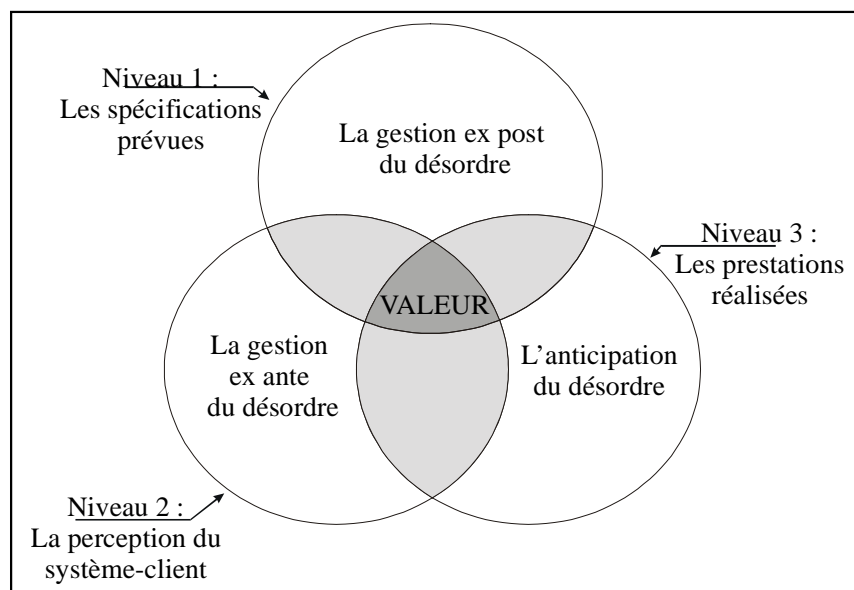 Niveau 1 :
Les spécifications
prévues
La gestion ex post
du désordre
Niveau 3 :
Les prestations
réalisées
VALEUR
La gestion
ex ante
du désordre
L’anticipation
du désordre
Niveau 2 :
La perception du
système-client